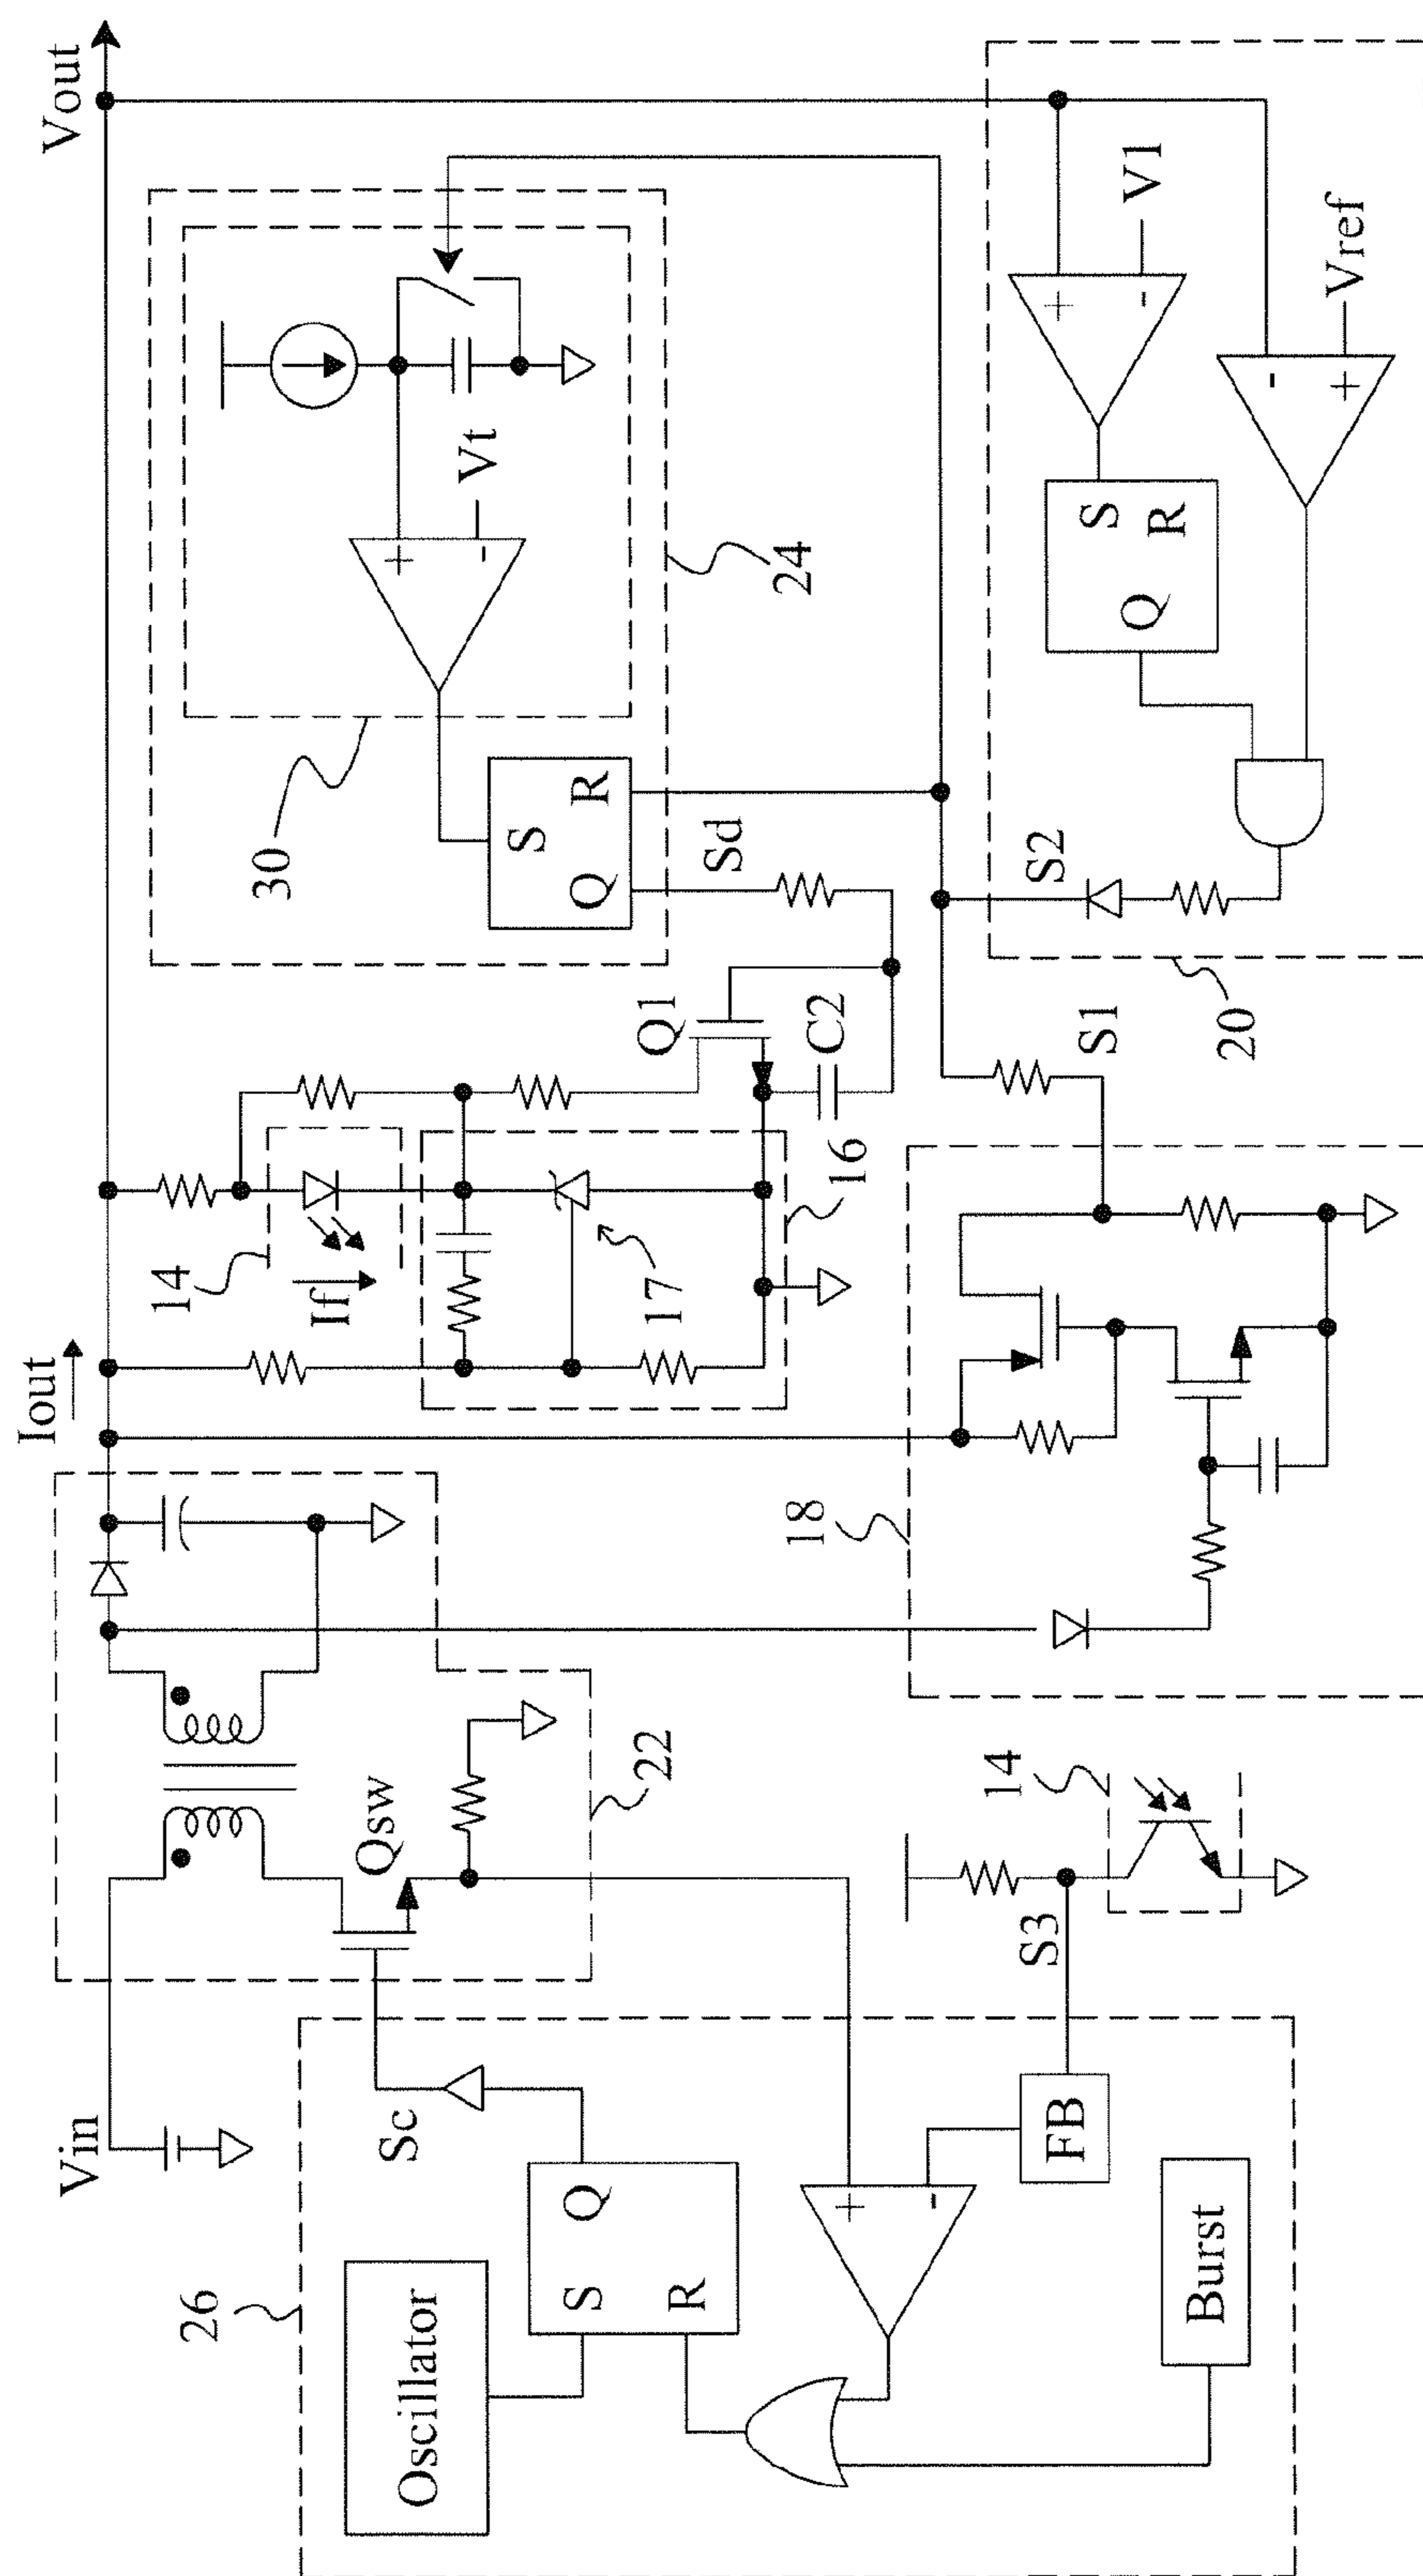 Vout
Iout
Vin
V1
Vref
+
-
-
+
S
R
Q
S2
20
Vt
+
-
24
30
S
R
Q
Sd
Q1
C2
16
14
If
17
S1
18
22
Qsw
14
S3
Sc
26
Oscillator
S
Q
R
+
-
FB
Burst